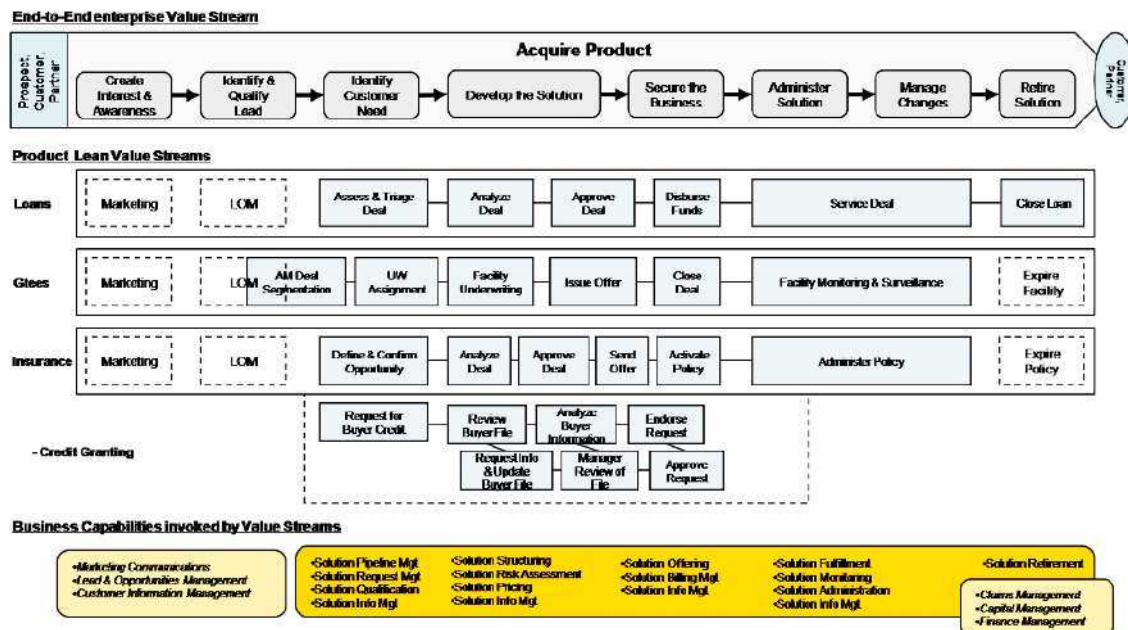 End-to-End enterprise Value Stream
Prospect,
Customer,
Partner
Acquire Product
Create
Interest &
Awareness
Identify &
Qualify
Lead
Identify
Customer
Need
Develop the Solution
Secure the
Business
Administer
Solution
Manage
Changes
Retire
Solution
Customer,
Partner
Product Lean Value Streams
Loans
Marketing
LOM
Assess & Triage
Deal
Analyze
Deal
Approve
Deal
Disburse
Funds
Service Deal
Close Loan
Gtees
Marketing
LOM
AM Deal
Segmentation
UW
Assignment
Facility
Underwriting
Issue Offer
Close
Deal
Facility Monitoring & Surveillance
Expire
Facility
Insurance
Marketing
LOM
Define & Confirm
Opportunity
Analyze
Deal
Approve
Deal
Send
Offer
Activate
Policy
Administer Policy
Expire
Policy
- Credit Granting
Request for
Buyer Credit
Review
Buyer File
Analyze
Buyer
Information
Endorse
Request
Request Info
& Update
Buyer File
Manager
Review of
File
Approve
Request
Business Capabilities invoked by Value Streams
•Marketing Communications
•Lead & Opportunities Management
•Customer Information Management
•Solution Pipeline Mgt
•Solution Request Mgt
•Solution Qualification
•Solution Info Mgt
•Solution Structuring
•Solution Risk Assessment
•Solution Pricing
•Solution Info Mgt
•Solution Offering
•Solution Billing Mgt
•Solution Info Mgt
•Solution Fulfillment
•Solution Monitoring
•Solution Administration
•Solution Info Mgt
•Solution Retirement
•Claims Management
•Capital Management
•Finance Management